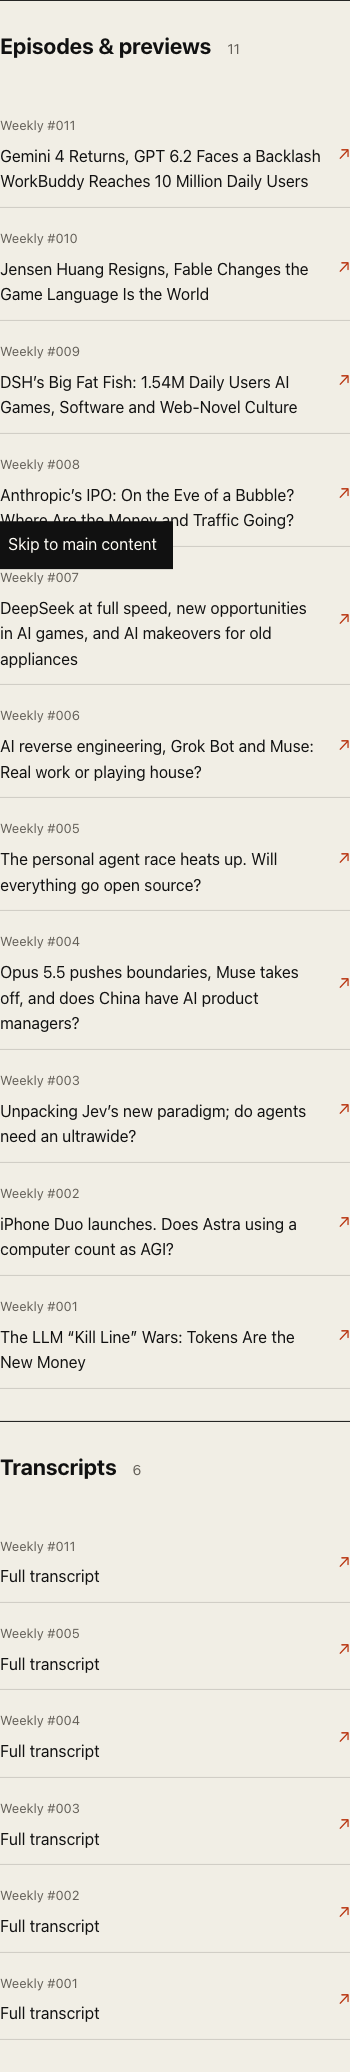 Episodes & previews 11
Weekly #011
Gemini 4 Returns, GPT 6.2 Faces a Backlash
WorkBuddy Reaches 10 Million Daily Users
Weekly #010
Jensen Huang Resigns, Fable Changes the
Game Language Is the World
Weekly #009
DSH’s Big Fat Fish: 1.54M Daily Users AI
Games, Software and Web-Novel Culture
Weekly #008
Anthropic’s IPO: On the Eve of a Bubble?
Where Are the Money and Traffic Going?
Skip to main content
Weekly #007
DeepSeek at full speed, new opportunities
in AI games, and AI makeovers for old
appliances
Weekly #006
AI reverse engineering, Grok Bot and Muse:
Real work or playing house?
Weekly #005
The personal agent race heats up. Will
everything go open source?
Weekly #004
Opus 5.5 pushes boundaries, Muse takes
off, and does China have AI product
managers?
Weekly #003
Unpacking Jev’s new paradigm; do agents
need an ultrawide?
Weekly #002
iPhone Duo launches. Does Astra using a
computer count as AGI?
Weekly #001
The LLM “Kill Line” Wars: Tokens Are the
New Money
Transcripts 6
Weekly #011
Full transcript
Weekly #005
Full transcript
Weekly #004
Full transcript
Weekly #003
Full transcript
Weekly #002
Full transcript
Weekly #001
Full transcript